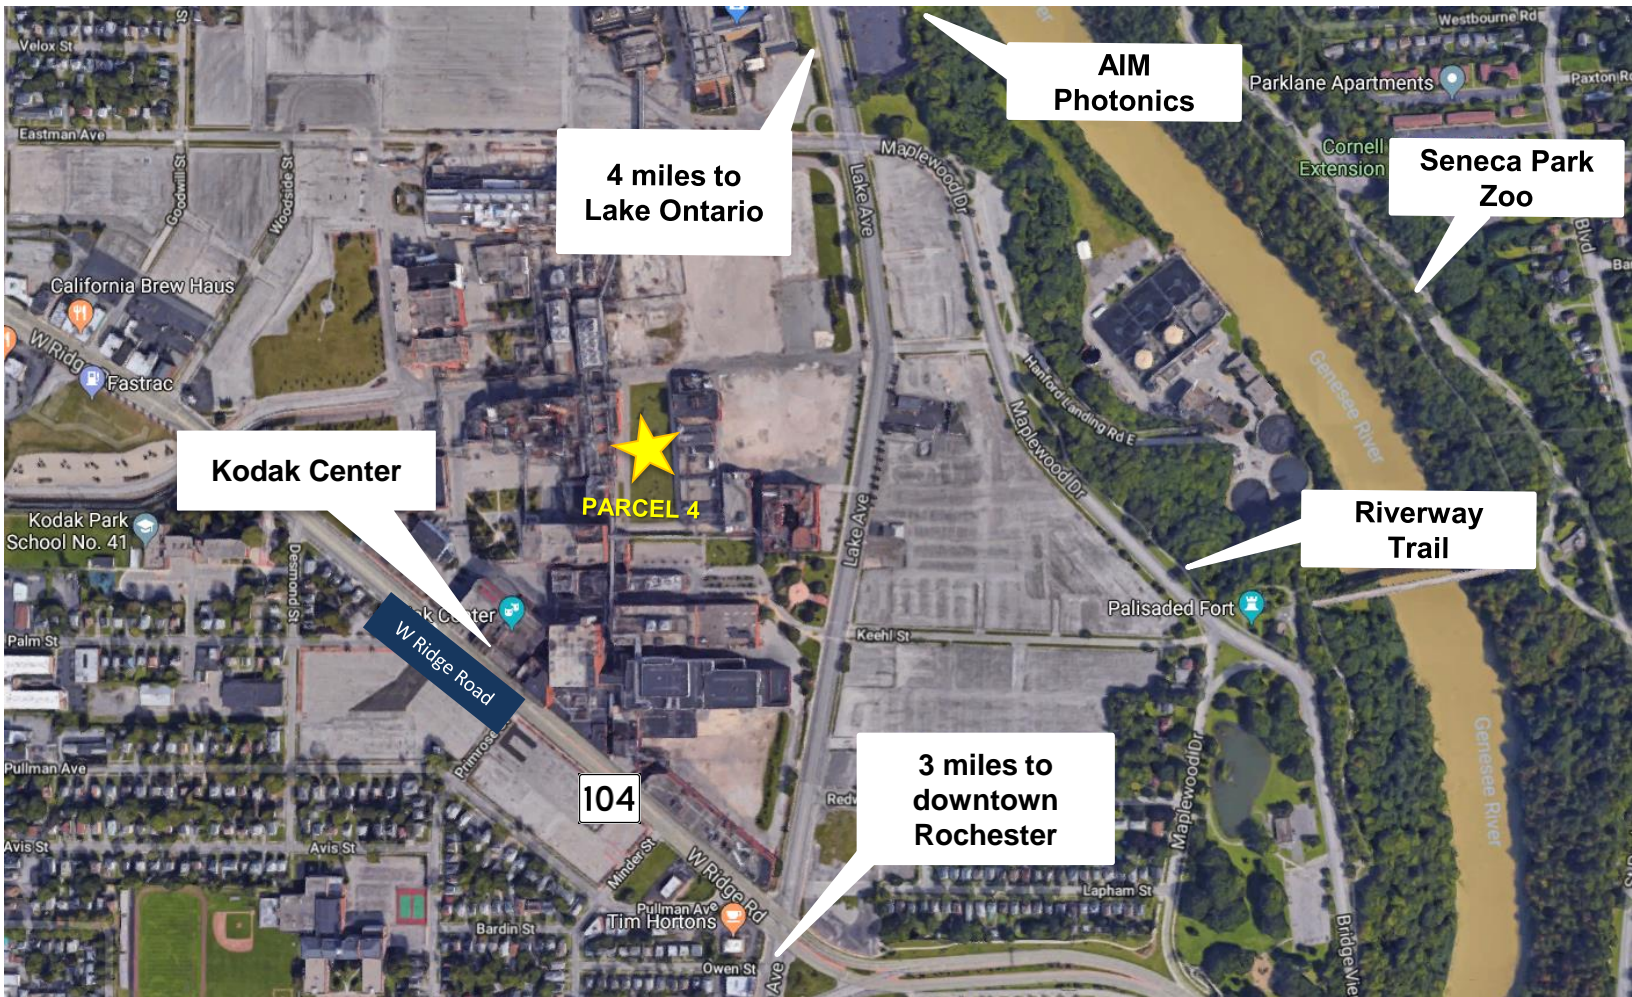 Westbourne Rd
Velox St
St
AIM
Photonics
Parklane Apartments
Paxton Rd
Eastman Ave
Cornell
Extension
Maplewood Dr
4 miles to
Lake Ontario
Seneca Park
Zoo
Goodwill St
Woodside St
Lake Ave
Blvd
California Brew Haus
W Ridge
Fastrac
Genesee River
Hanford Landing Rd E
Maplewood Dr
Kodak Center
PARCEL 4
Kodak Park
School No. 41
Lake Ave
Riverway
Trail
Desmond St
Center
Palisaded Fort
Palm St
W Ridge Road
Keehl St
Primrose
Pullman Ave
104
3 miles to
downtown
Rochester
Maplewood Dr
Genesee River
Avis St
Avis St
Minder St
W Ridge Rd
Lapham St
Pullman Ave
Tim Hortons
Bardin St
Owen St
Ave